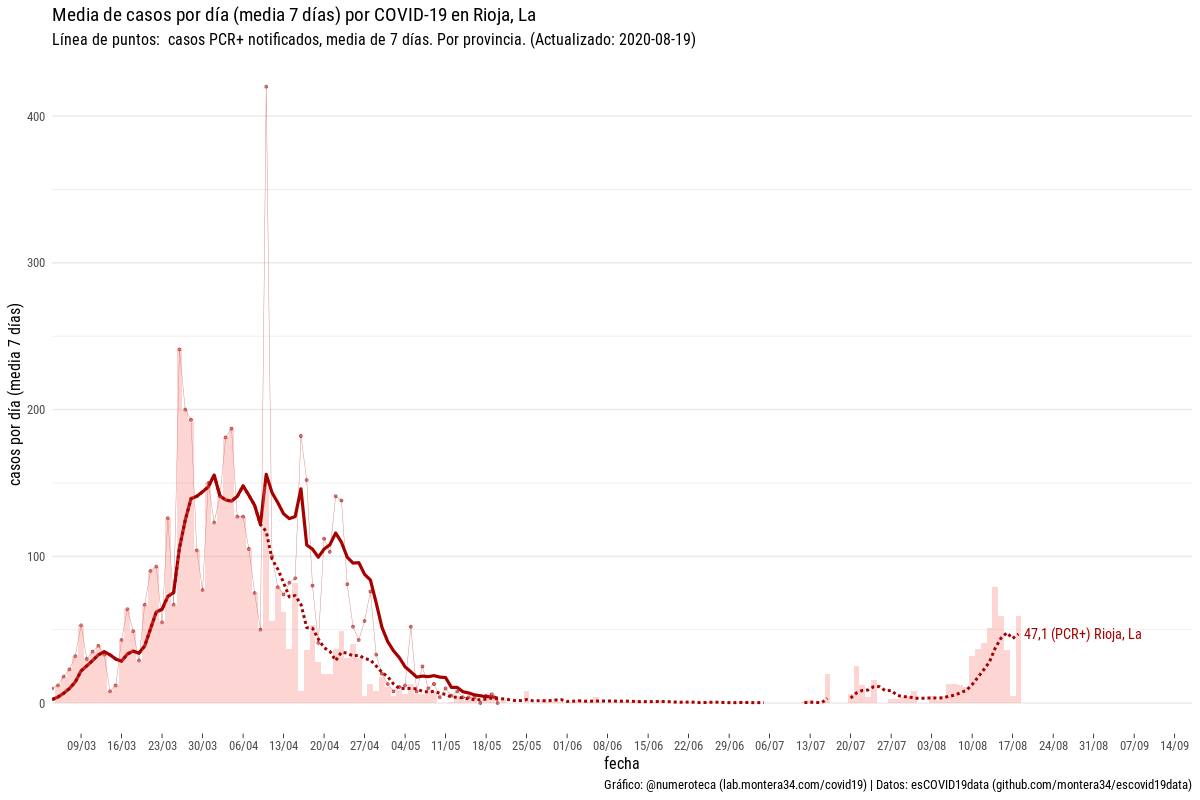 Media de casos por día (media 7 días) por COVID-19 en Rioja, La
Línea de puntos:  casos PCR+ notificados, media de 7 días. Por provincia. (Actualizado: 2020-08-19)
casos por día (media 7 días)
400
300
200
100
0
47,1 (PCR+) Rioja, La
09/03 16/03 23/03 30/03 06/04 13/04 20/04 27/04 04/05 11/05 18/05 25/05 01/06 08/06 15/06 22/06 29/06 06/07 13/07 20/07 27/07 03/08 10/08 17/08 24/08 31/08 07/09 14/09
fecha
Gráfico: @numeroteca (lab.montera34.com/covid19) | Datos: esCOVID19data (github.com/montera34/escovid19data)